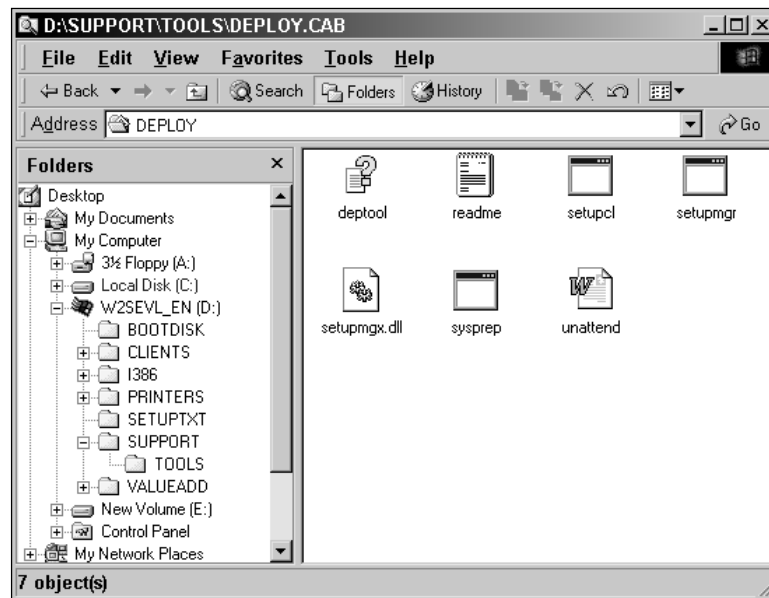 D:\SUPPORT\TOOLS\DEPLOY.CAB
File Edit View Favorites Tools Help
Back Search Folders History
Address DEPLOY Go
Folders
Desktop
My Documents
My Computer
3½ Floppy (A:)
Local Disk (C:)
W2SEVL_EN (D:)
BOOTDISK
CLIENTS
I386
PRINTERS
SETUPTXT
SUPPORT
TOOLS
VALUEADD
New Volume (E:)
Control Panel
My Network Places
deptool readme setupcl setupmgr
setupmgx.dll sysprep unattend
7 object(s)